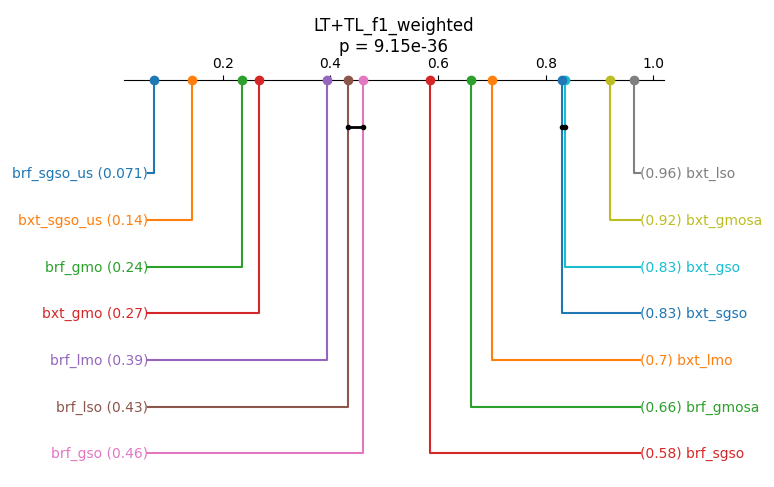 LT+TL_f1_weighted
p = 9.15e-36
0.2 0.4 0.6 0.8 1.0
brf_sgso_us (0.071) (0.96) bxt_lso
bxt_sgso_us (0.14) (0.92) bxt_gmosa
brf_gmo (0.24) (0.83) bxt_gso
bxt_gmo (0.27) (0.83) bxt_sgso
brf_lmo (0.39) (0.7) bxt_lmo
brf_lso (0.43) (0.66) brf_gmosa
brf_gso (0.46) (0.58) brf_sgso